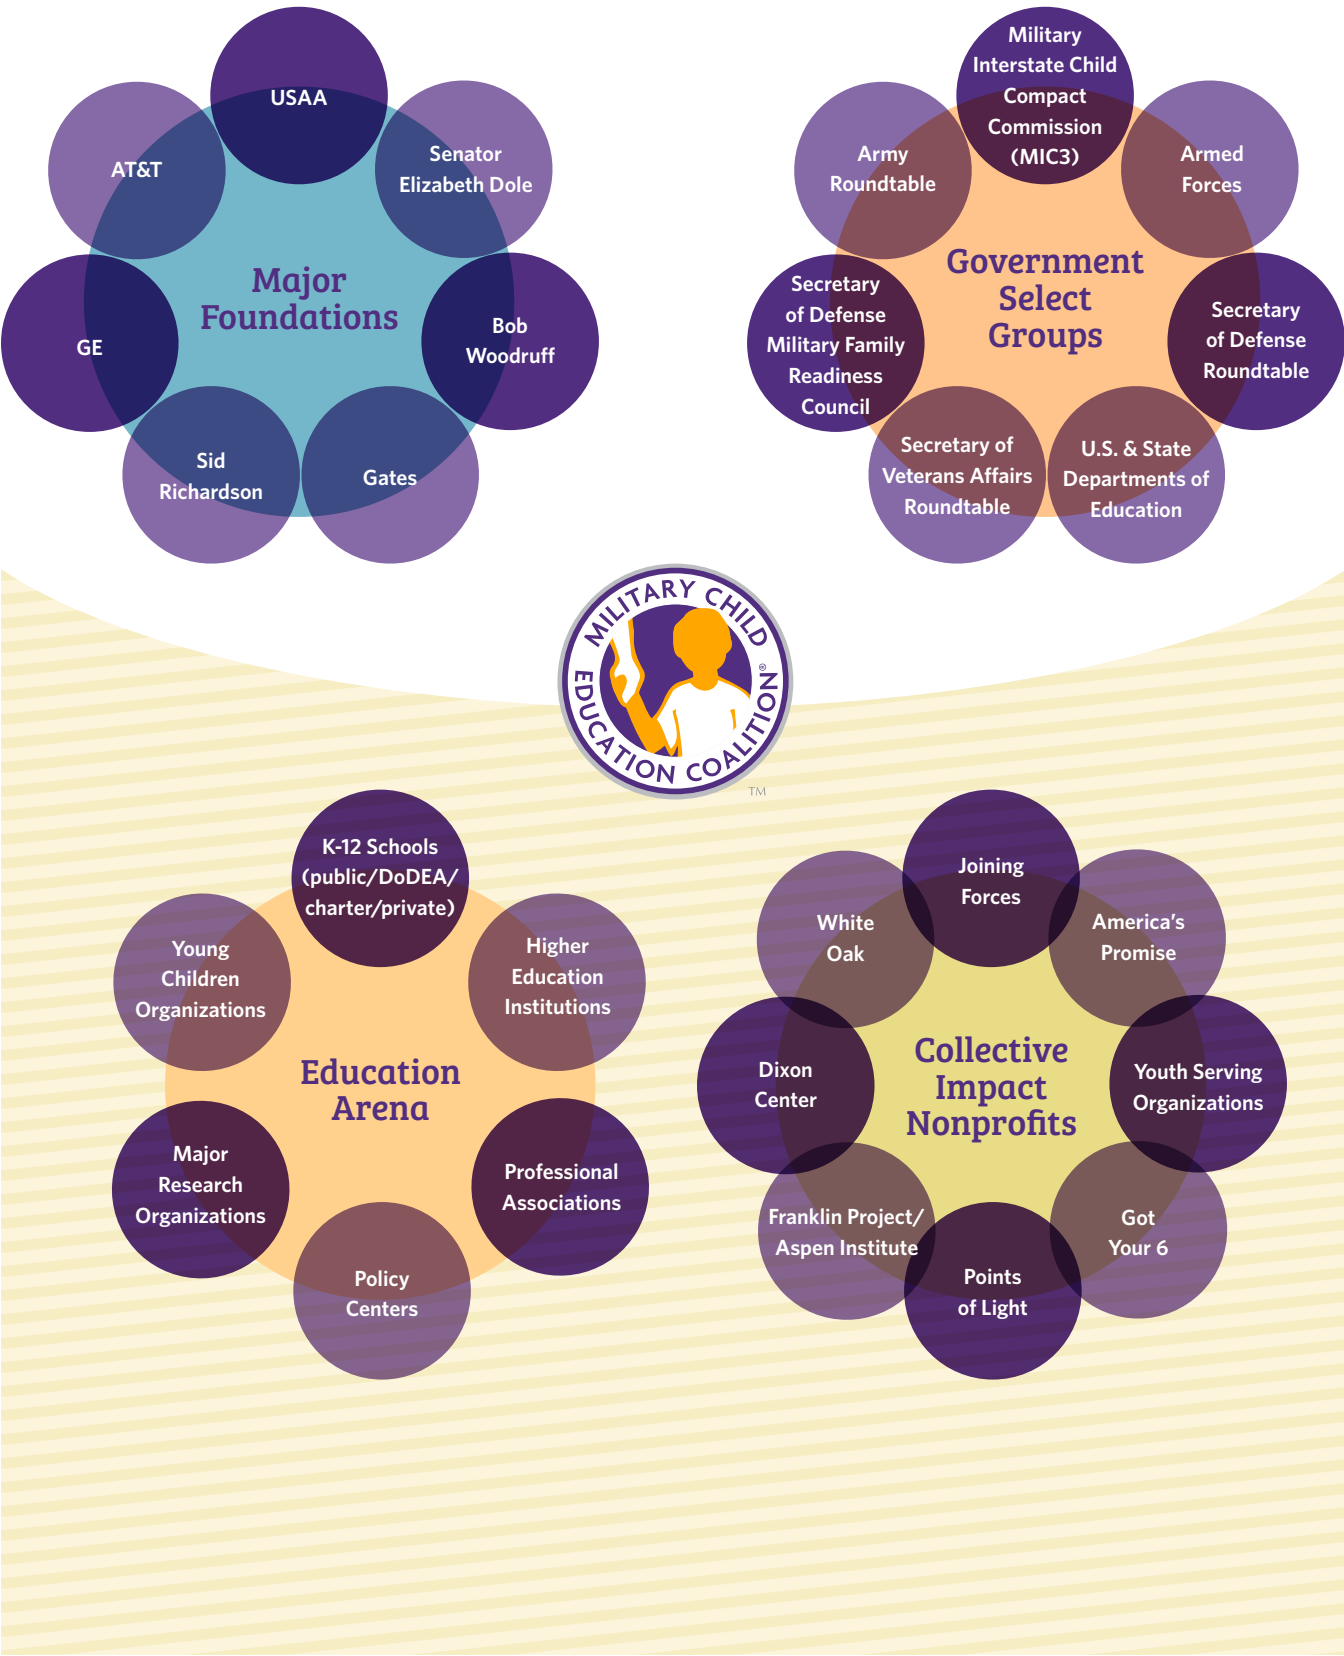 USAA
AT&T
Senator
Elizabeth Dole
Major
Foundations
GE
Bob
Woodruff
Sid
Richardson
Gates
Military
Interstate Child
Compact
Commission
(MIC3)
Army
Roundtable
Armed
Forces
Government
Select
Groups
Secretary
of Defense
Military Family
Readiness
Council
Secretary
of Defense
Roundtable
Secretary of
Veterans Affairs
Roundtable
U.S. & State
Departments of
Education
MILITARY CHILD
EDUCATION COALITION®
TM
K-12 Schools
(public/DoDEA/
charter/private)
Young
Children
Organizations
Higher
Education
Institutions
Education
Arena
Major
Research
Organizations
Professional
Associations
Policy
Centers
Joining
Forces
White
Oak
America's
Promise
Collective
Impact
Nonprofits
Dixon
Center
Youth Serving
Organizations
Franklin Project/
Aspen Institute
Got
Your 6
Points
of Light